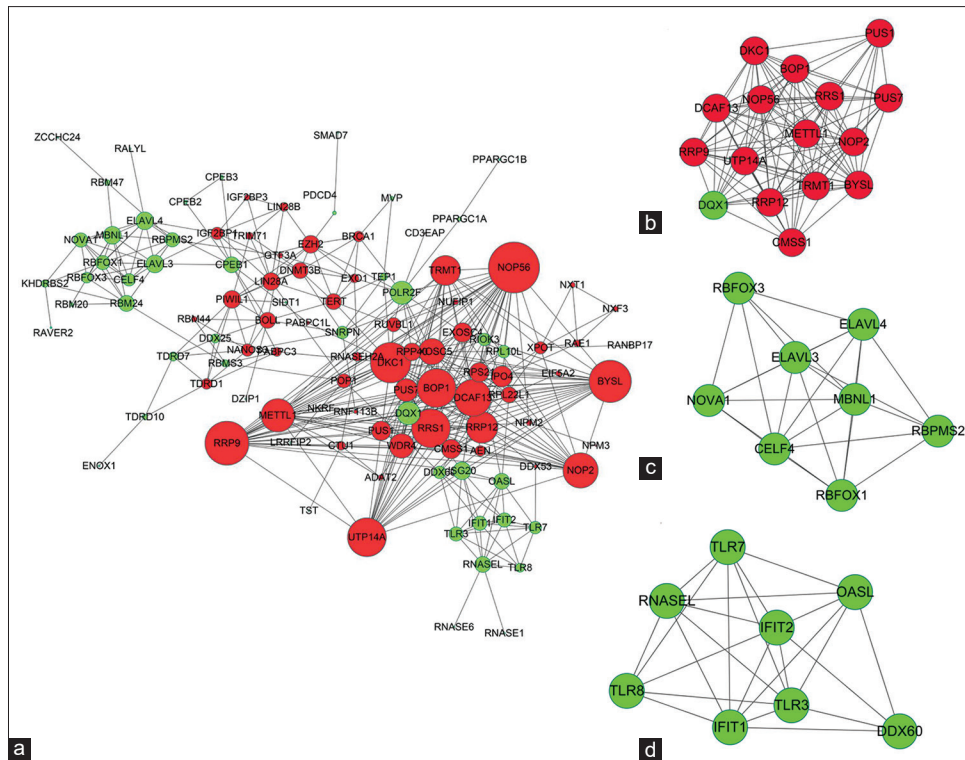 ZCCHC24
RALYL
SMAD7
PPARGC1B
RBM47
CPEB3
CPEB2
IGF2BP3
LIN28B
PDCD4
MVP
PPARGC1A
ELAVL4
NOVA1
MBNL1
RBPMS2
IGF2BP1
TRIM71
EZH2
BRCA1
CD3EAP
RBFOX1
GTF3A
RBFOX3
ELAVL3
CPEB1
DNMT3B
EXO1
TEP1
TRMT1
NOP56
KHDRBS2
CELF4
LIN28A
POLR2F
NXT1
RBM20
RBM24
PIWIL1
SIDT1
TERT
NUFIP1
NXF3
RAVER2
RBM44
BOLL
PABPC1L
SNRPN
RUVBL1
EXOSC4
RIOK3
DDX25
RAE1
TDRD7
NANOS3
PABPC3
RNASEH2A
RPP40
EXOSC5
RPL10L
XPOT
RANBP17
RBMS3
DKC1
TDRD1
POP1
RPS21
IPO4
EIF5A2
BYSL
DZIP1
PUS7
BOP1
RPL22L1
TDRD10
NKRF
RNF113B
DQX1
DCAF13
METTL1
NPM2
RRP9
LRRFIP2
PUS1
RRS1
RRP12
CTU1
WDR4
CMSS1
AEN
NPM3
ENOX1
ADAT2
DDX60
ISG20
DDX53
NOP2
OASL
TST
IFIT1
IFIT2
TLR7
UTP14A
TLR3
RNASEL
TLR8
RNASE6
RNASE1
a
PUS1
DKC1
BOP1
NOP56
RRS1
PUS7
DCAF13
METTL1
NOP2
RRP9
UTP14A
TRMT1
BYSL
DQX1
RRP12
CMSS1
b
RBFOX3
ELAVL4
ELAVL3
NOVA1
MBNL1
RBPMS2
CELF4
RBFOX1
c
TLR7
OASL
RNASEL
IFIT2
TLR8
TLR3
IFIT1
DDX60
d